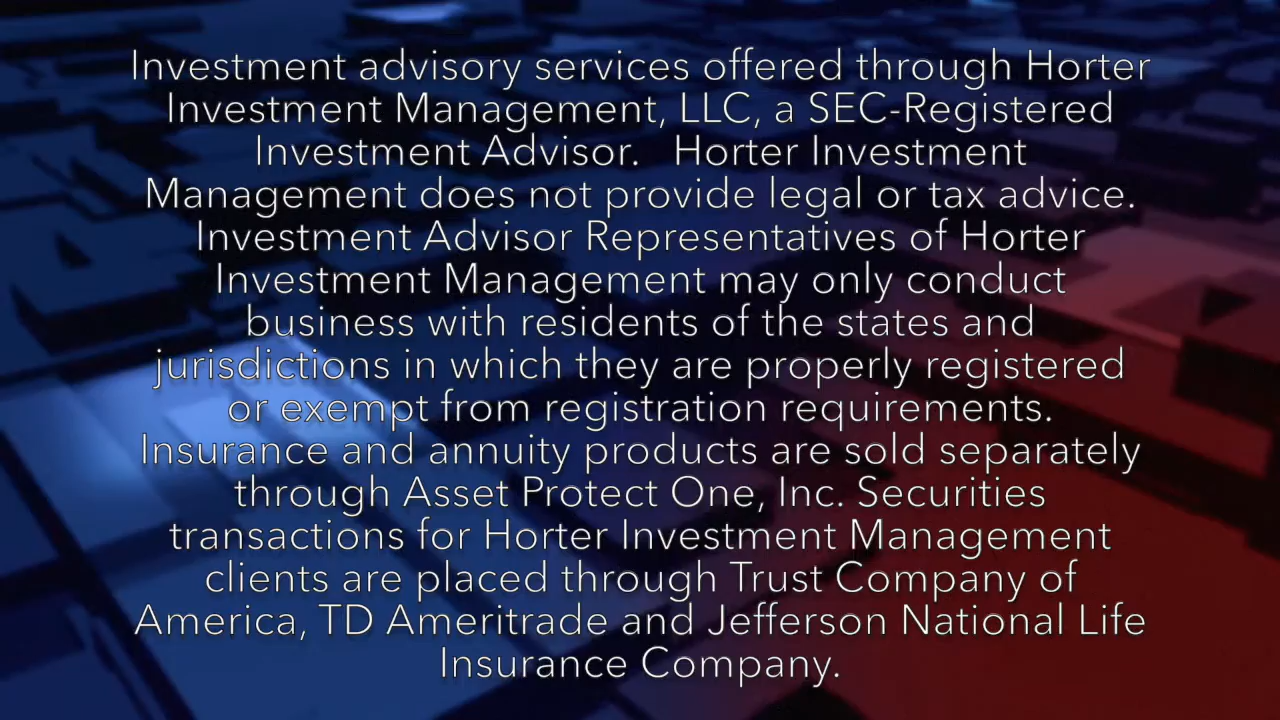 Investment advisory services offered through Horter
Investment Management, LLC, a SEC-Registered
Investment Advisor.   Horter Investment
Management does not provide legal or tax advice.
Investment Advisor Representatives of Horter
Investment Management may only conduct
business with residents of the states and
jurisdictions in which they are properly registered
or exempt from registration requirements.
Insurance and annuity products are sold separately
through Asset Protect One, Inc. Securities
transactions for Horter Investment Management
clients are placed through Trust Company of
America, TD Ameritrade and Jefferson National Life
Insurance Company.